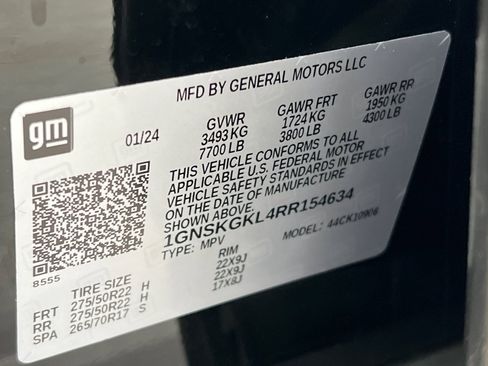 MFD BY GENERAL MOTORS LLC
gm
01/24
GVWR GAWR FRT GAWR RR
3493 KG 1724 KG 1950 KG
7700 LB 3800 LB 4300 LB
THIS VEHICLE CONFORMS TO ALL
APPLICABLE U.S. FEDERAL MOTOR
VEHICLE SAFETY STANDARDS IN EFFECT
ON THE DATE OF MANUFACTURE
SHOWN ABOVE.
1GNSKGKL4RR154634
TYPE: MPV MODEL: 44CK10906
8555
TIRE SIZE RIM
FRT 275/50R22 H 22X9J
RR 275/50R22 H 22X9J
SPA 265/70R17 S 17X8J